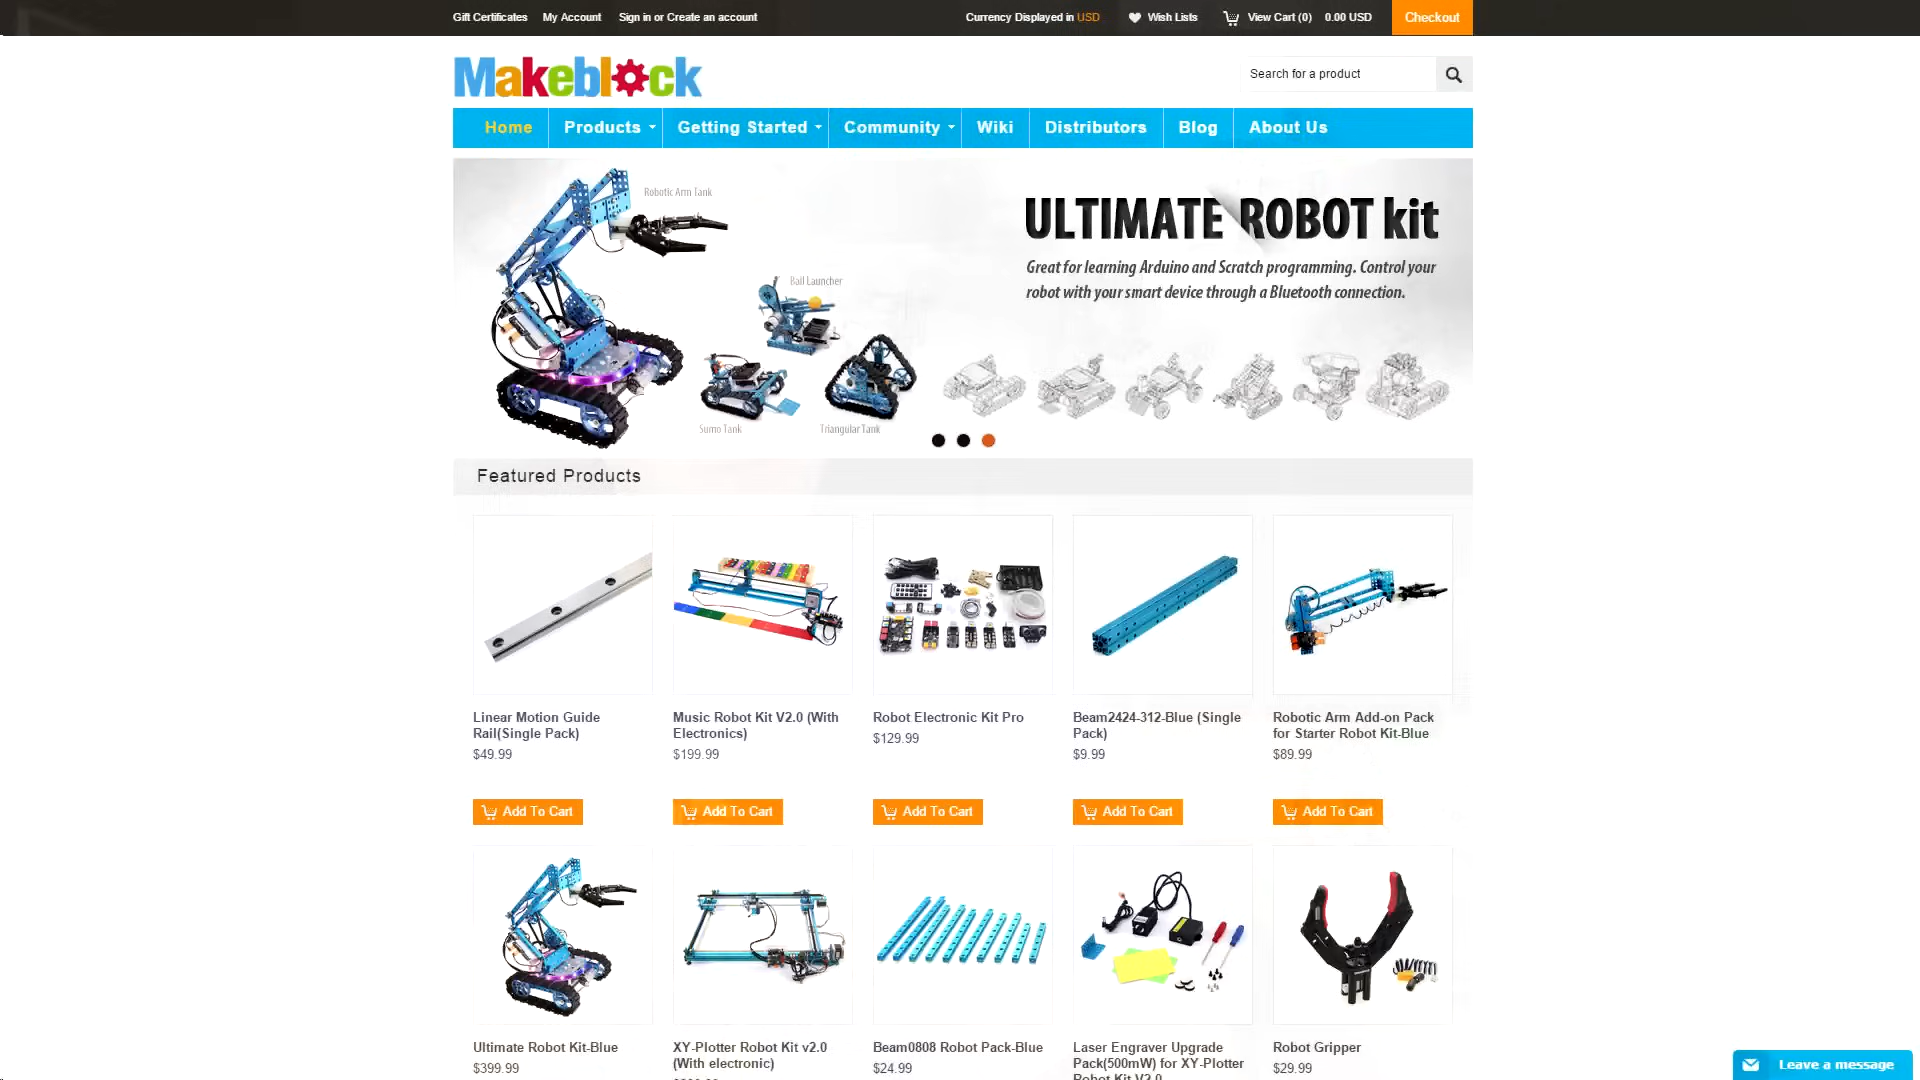 Gift Certificates My Account Sign in or Create an account Currency Displayed in USD Wish Lists View Cart (0) 0.00 USD Checkout
Makeblock
Search for a product
Home Products Getting Started Community Wiki Distributors Blog About Us
Robotic Arm Tank
ULTIMATE ROBOT kit
Great for learning Arduino and Scratch programming. Control your
robot with your smart device through a Bluetooth connection.
Ball Launcher
Sumo Tank
Triangular Tank
Featured Products
Linear Motion Guide
Rail(Single Pack)
$49.99
Add To Cart
Music Robot Kit V2.0 (With
Electronics)
$199.99
Add To Cart
Robot Electronic Kit Pro
$129.99
Add To Cart
Beam2424-312-Blue (Single
Pack)
$9.99
Add To Cart
Robotic Arm Add-on Pack
for Starter Robot Kit-Blue
$89.99
Add To Cart
Ultimate Robot Kit-Blue
$399.99
XY-Plotter Robot Kit v2.0
(With electronic)
Beam0808 Robot Pack-Blue
$24.99
Laser Engraver Upgrade
Pack(500mW) for XY-Plotter
Robot Kit V2.0
Robot Gripper
$29.99
Leave a message